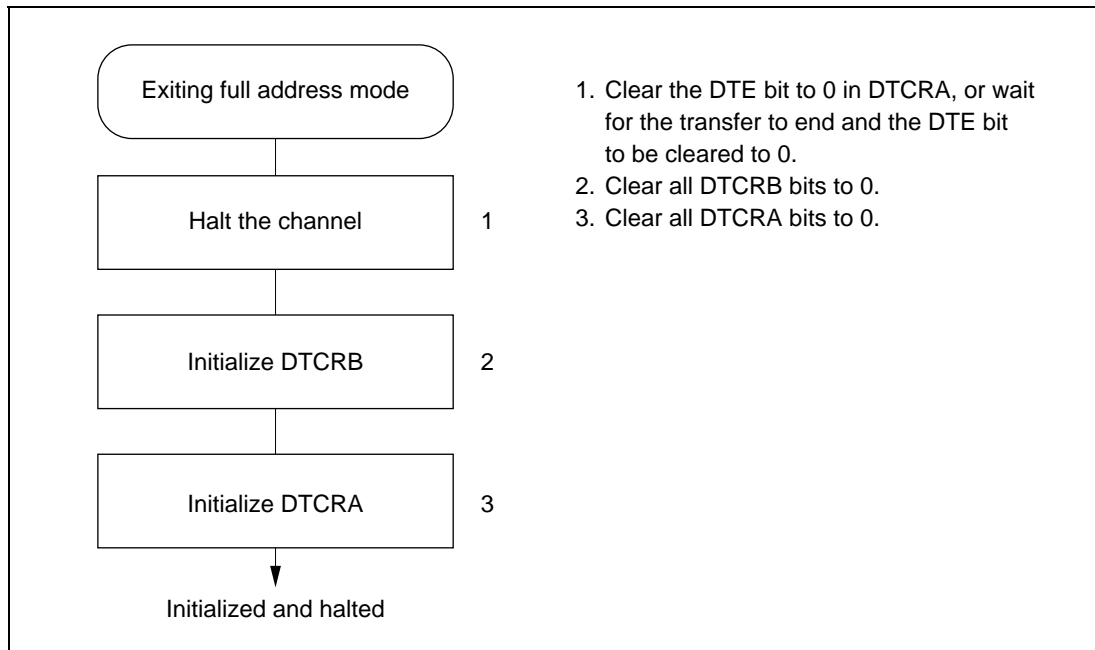 Exiting full address mode
Halt the channel
1
Initialize DTCRB
2
Initialize DTCRA
3
Initialized and halted
1. Clear the DTE bit to 0 in DTCRA, or wait
for the transfer to end and the DTE bit
to be cleared to 0.
2. Clear all DTCRB bits to 0.
3. Clear all DTCRA bits to 0.